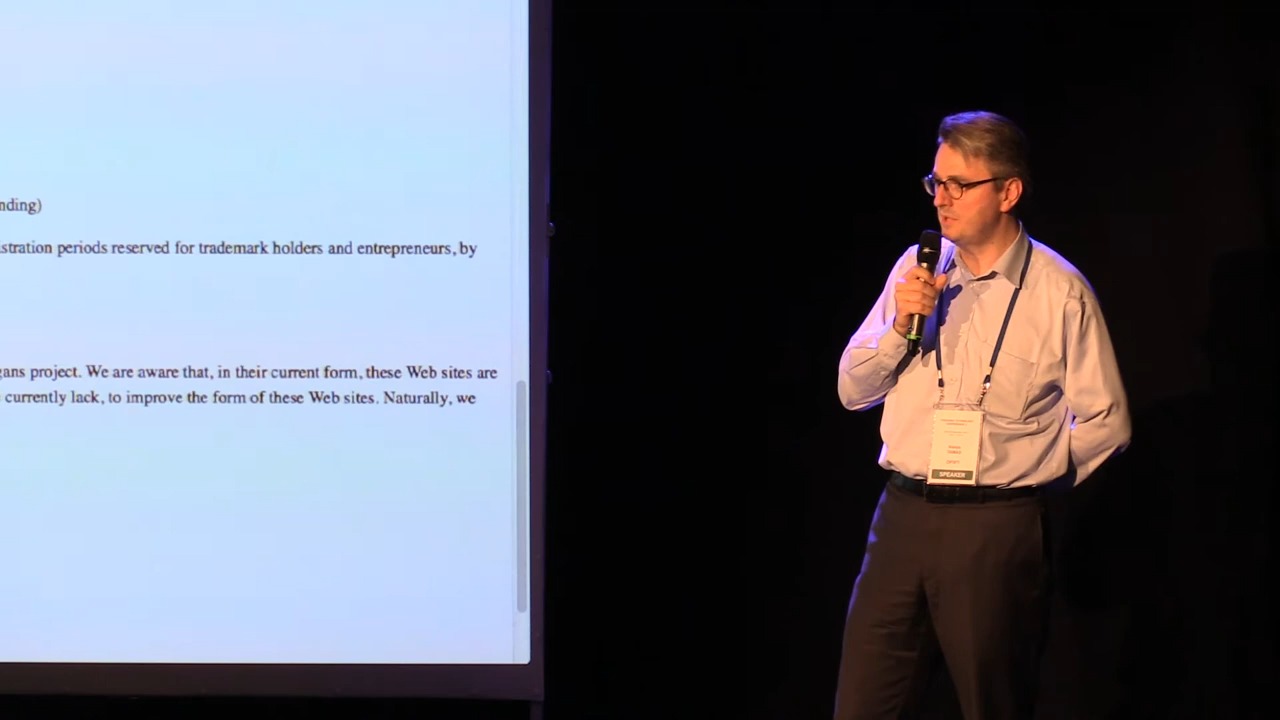 nding)
stration periods reserved for trademark holders and entrepreneurs, by
gans project. We are aware that, in their current form, these Web sites are
currently lack, to improve the form of these Web sites. Naturally, we
SPEAKER